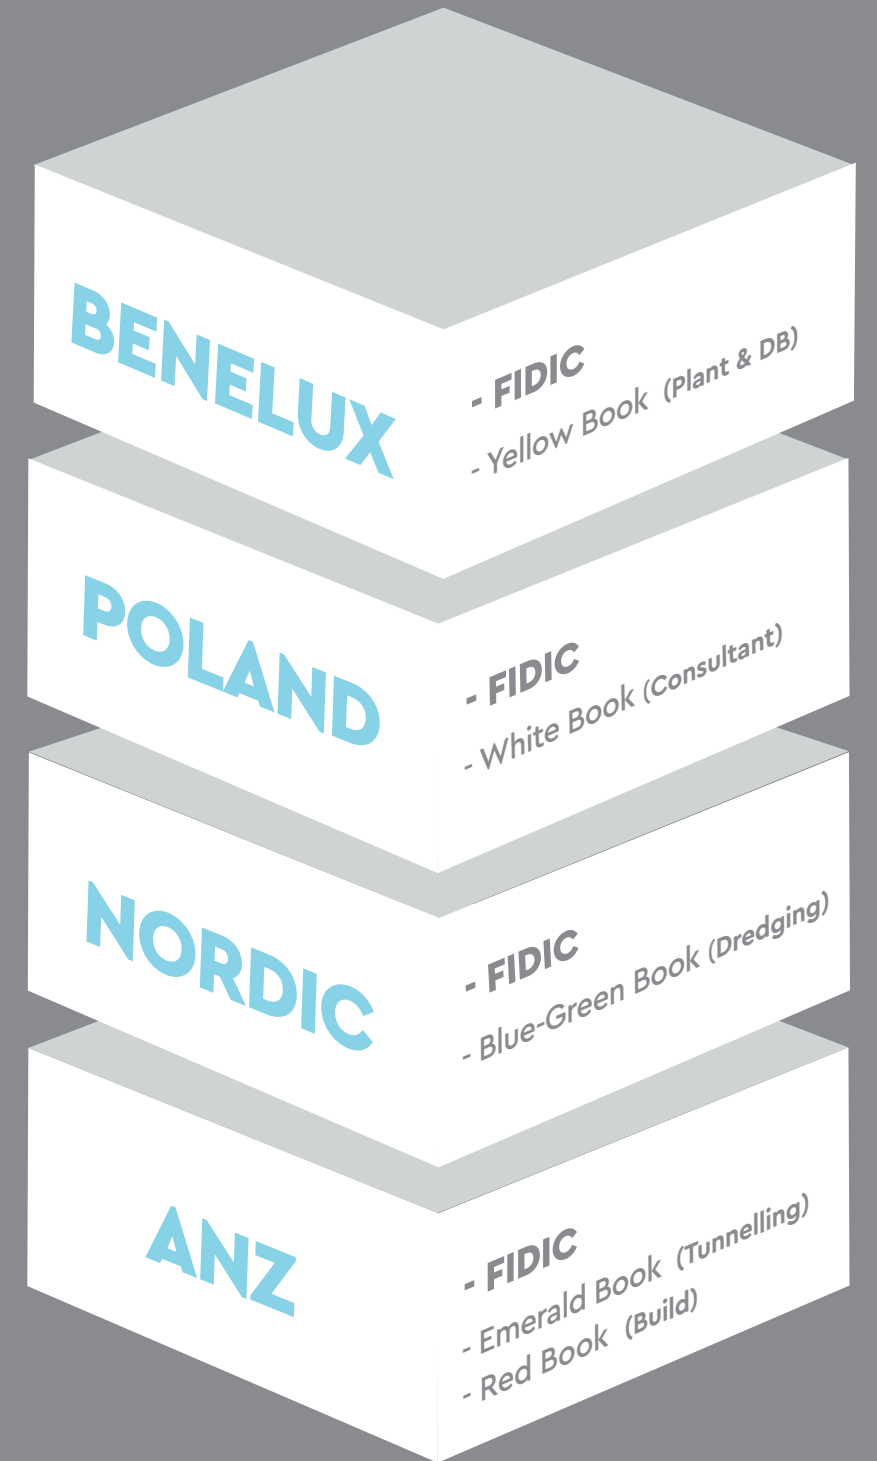 BENELUX
- FIDIC
- Yellow Book (Plant & DB)
POLAND
- FIDIC
- White Book (Consultant)
NORDIC
- FIDIC
- Blue-Green Book (Dredging)
ANZ
- FIDIC
- Emerald Book (Tunnelling)
- Red Book (Build)